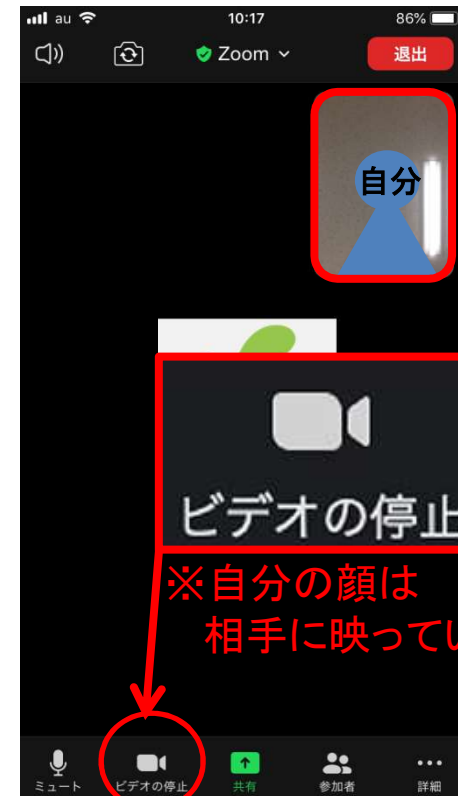 au 10:17 86%
Zoom 退出
自分
ビデオの停止
※自分の顔は
相手に映ってい
ミュート ビデオの停止 共有 参加者 詳細